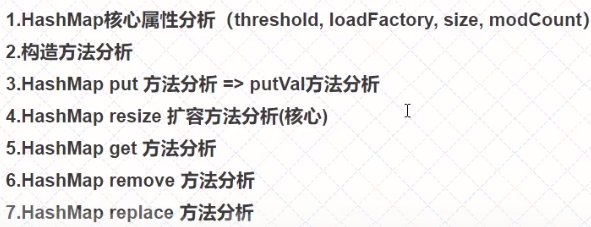 1.HashMap核心属性分析（threshold, loadFactory, size, modCount）
2.构造方法分析
3.HashMap put 方法分析 => putVal方法分析
4.HashMap resize 扩容方法分析(核心)
5.HashMap get 方法分析
6.HashMap remove 方法分析
7.HashMap replace 方法分析